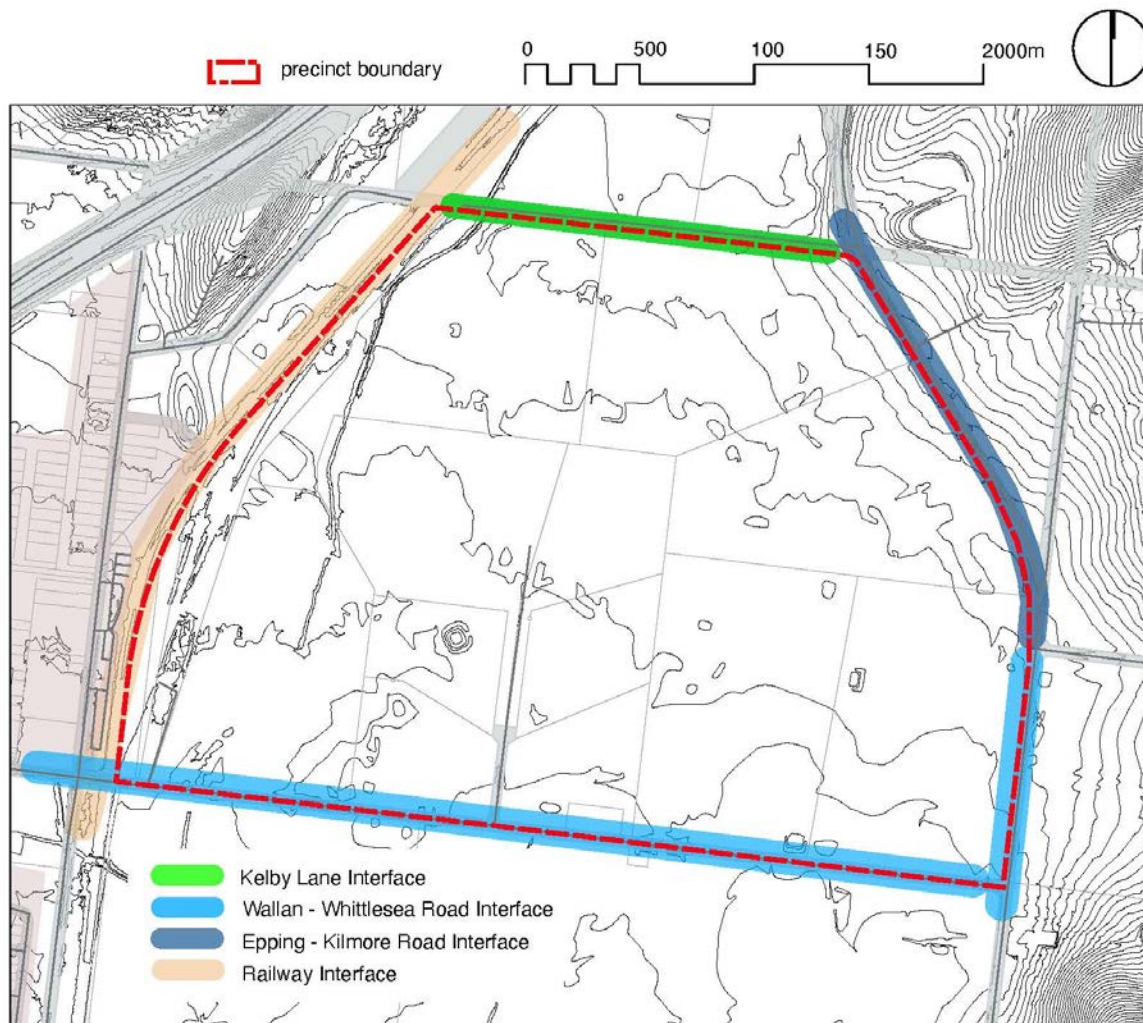 precinct boundary
0 500 100 150 2000m
Kelby Lane Interface
Wallan - Whittlesea Road Interface
Epping - Kilmore Road Interface
Railway Interface